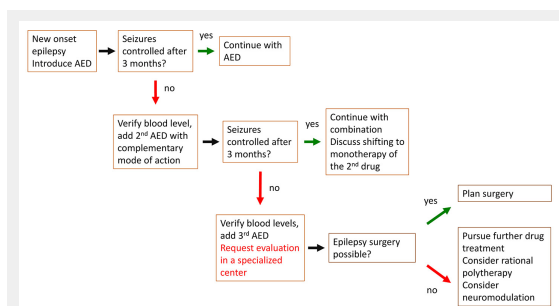 New onset
epilepsy
Introduce AED
Seizures
controlled after
3 months?
yes
Continue with
AED
no
Verify blood level,
add 2nd AED with
complementary
mode of action
Seizures
controlled after
3 months?
yes
Continue with
combination
Discuss shifting to
monotherapy of
the 2nd drug
no
Verify blood levels,
add 3rd AED
Request evaluation
in a specialized
center
Epilepsy surgery
possible?
yes
Plan surgery
no
Pursue further drug
treatment
Consider rational
polytherapy
Consider
neuromodulation